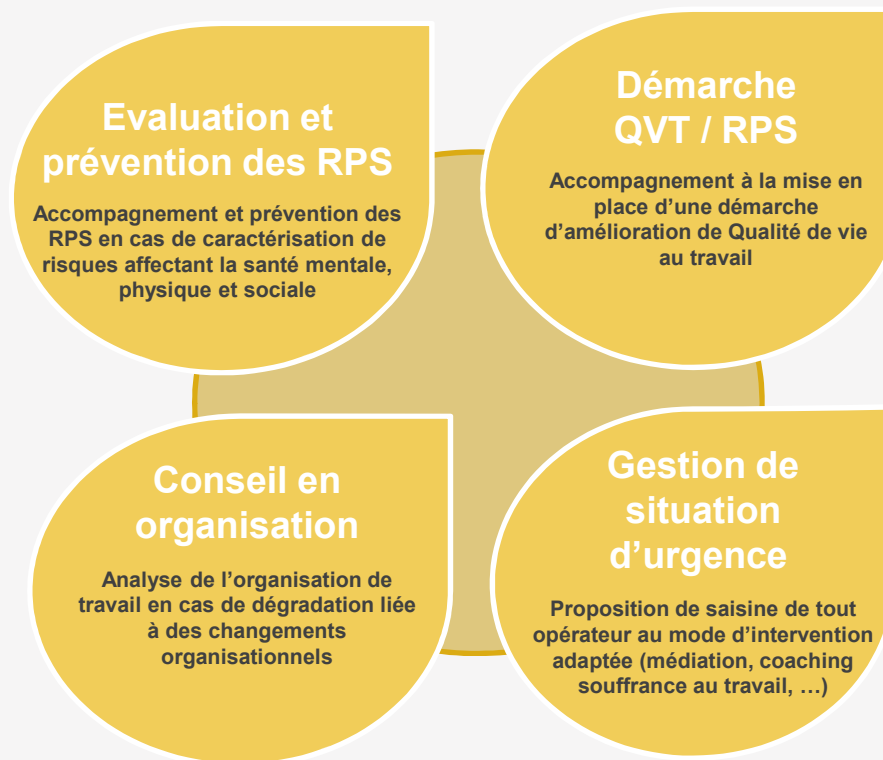 Evaluation et
prévention des RPS
Accompagnement et prévention des
RPS en cas de caractérisation de
risques affectant la santé mentale,
physique et sociale
Démarche
QVT / RPS
Accompagnement à la mise en
place d’une démarche
d’amélioration de Qualité de vie
au travail
Conseil en
organisation
Analyse de l’organisation de
travail en cas de dégradation liée
à des changements
organisationnels
Gestion de
situation
d’urgence
Proposition de saisine de tout
opérateur au mode d’intervention
adaptée (médiation, coaching
souffrance au travail, …)